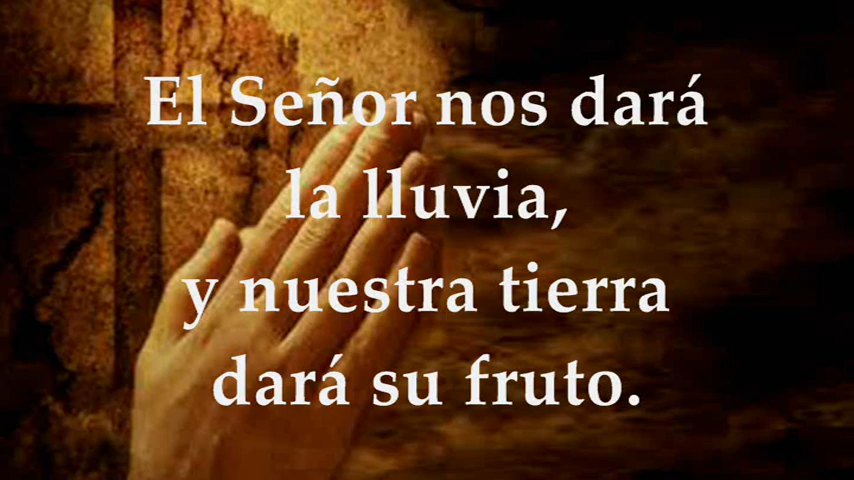 El Señor nos dará
la lluvia,
y nuestra tierra
dará su fruto.